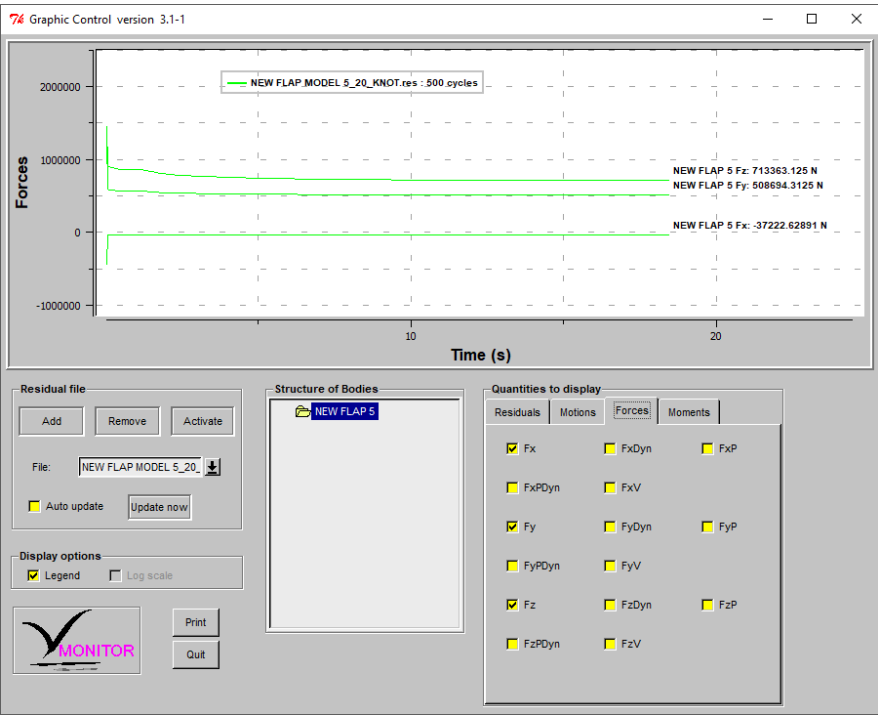 Graphic Control version 3.1-1
NEW FLAP MODEL 5_20_KNOT.res : 500 cycles
2000000
1000000
0
-1000000
Forces
NEW FLAP 5 Fz: 713363.125 N
NEW FLAP 5 Fy: 508694.3125 N
NEW FLAP 5 Fx: -37222.62891 N
10
20
Time (s)
Residual file
Add Remove Activate
File: NEW FLAP MODEL 5_20_
Auto update Update now
Display options
Legend Log scale
MONITOR
Print
Quit
Structure of Bodies
NEW FLAP 5
Quantities to display
Residuals Motions Forces Moments
Fx FxDyn FxP
FxPDyn FxV
Fy FyDyn FyP
FyPDyn FyV
Fz FzDyn FzP
FzPDyn FzV